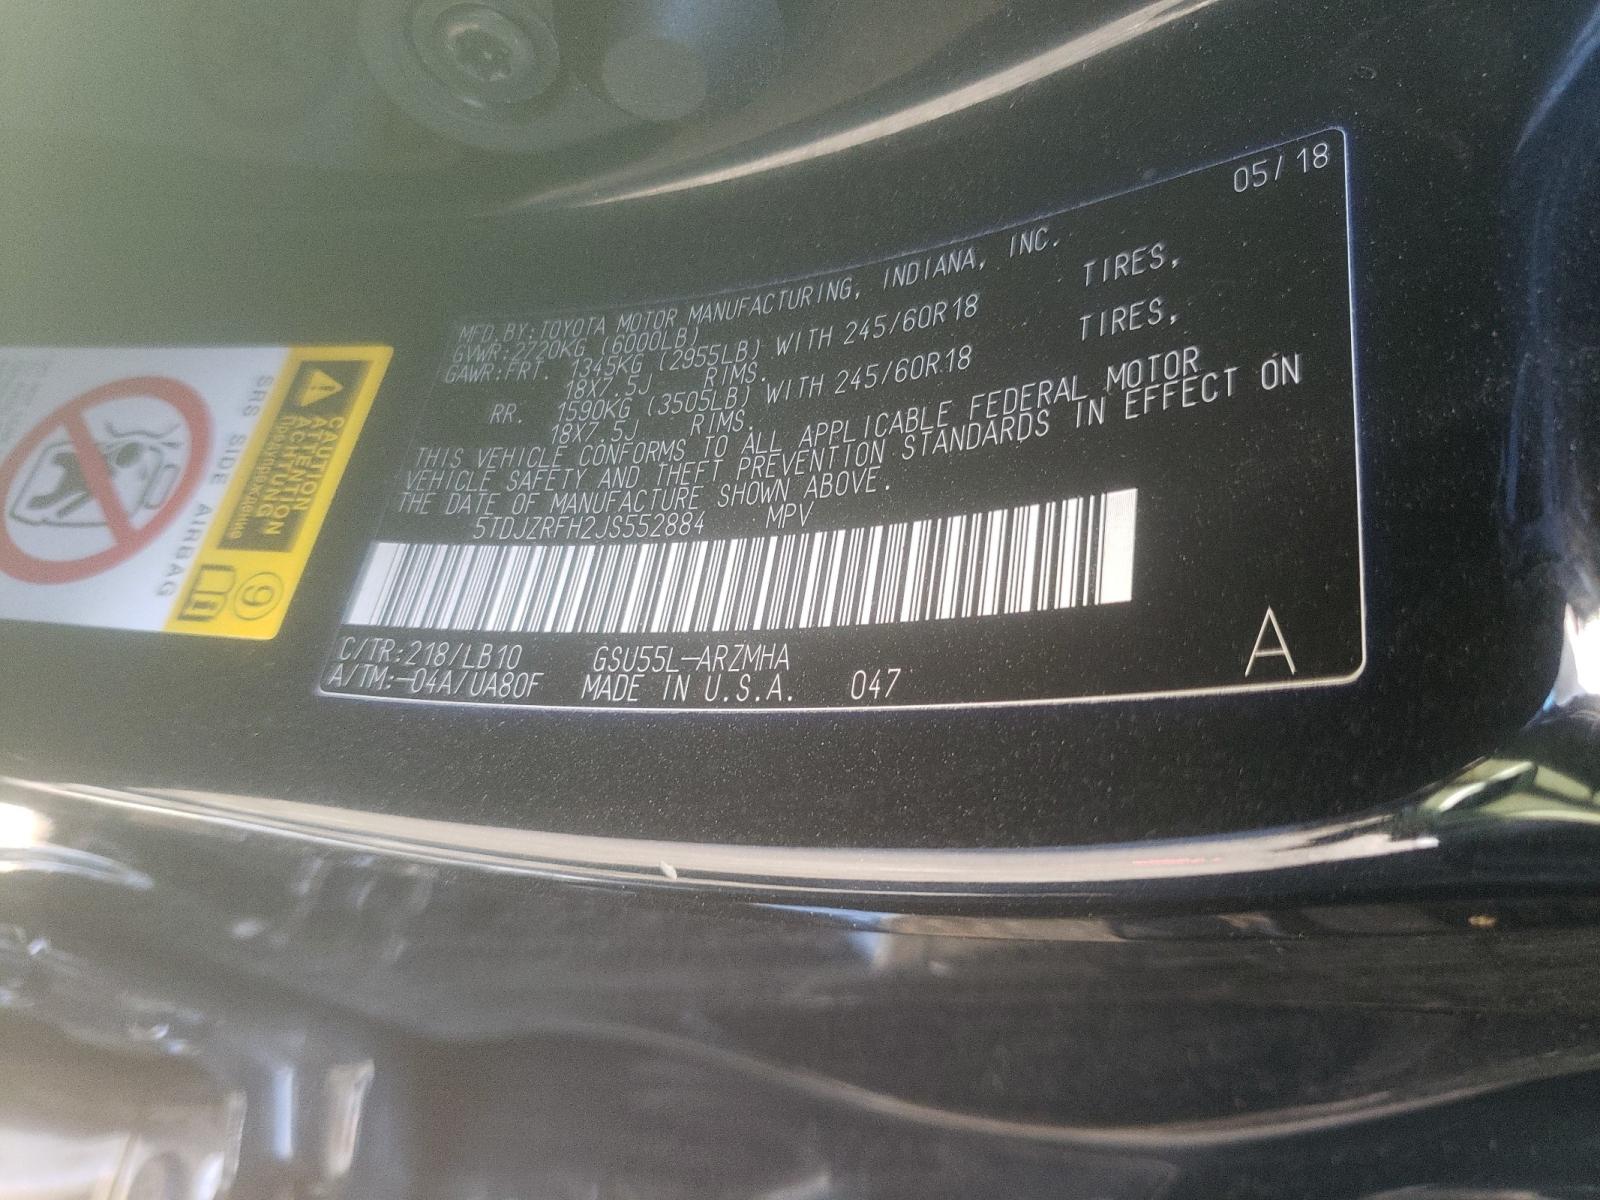 05/18
MFD. BY: TOYOTA MOTOR MANUFACTURING, INDIANA, INC.
GVWR: 2720KG (6000LB)
GAWR: FRT. 1345KG (2955LB) WITH 245/60R18 TIRES,
18X7.5J RIMS.
RR. 1590KG (3505LB) WITH 245/60R18 TIRES,
18X7.5J RIMS.
THIS VEHICLE CONFORMS TO ALL APPLICABLE FEDERAL MOTOR
VEHICLE SAFETY AND THEFT PREVENTION STANDARDS IN EFFECT ON
THE DATE OF MANUFACTURE SHOWN ABOVE.
5TDJZRFH2JS552884 MPV
C/TR: 218/LB10 GSU55L-ARZMHA
A/TM: -04A/UA80F MADE IN U.S.A. 047
A
CAUTION
ATTENTION
ACHTUNG
Предупреждение
9
SRS SIDE AIRBAG